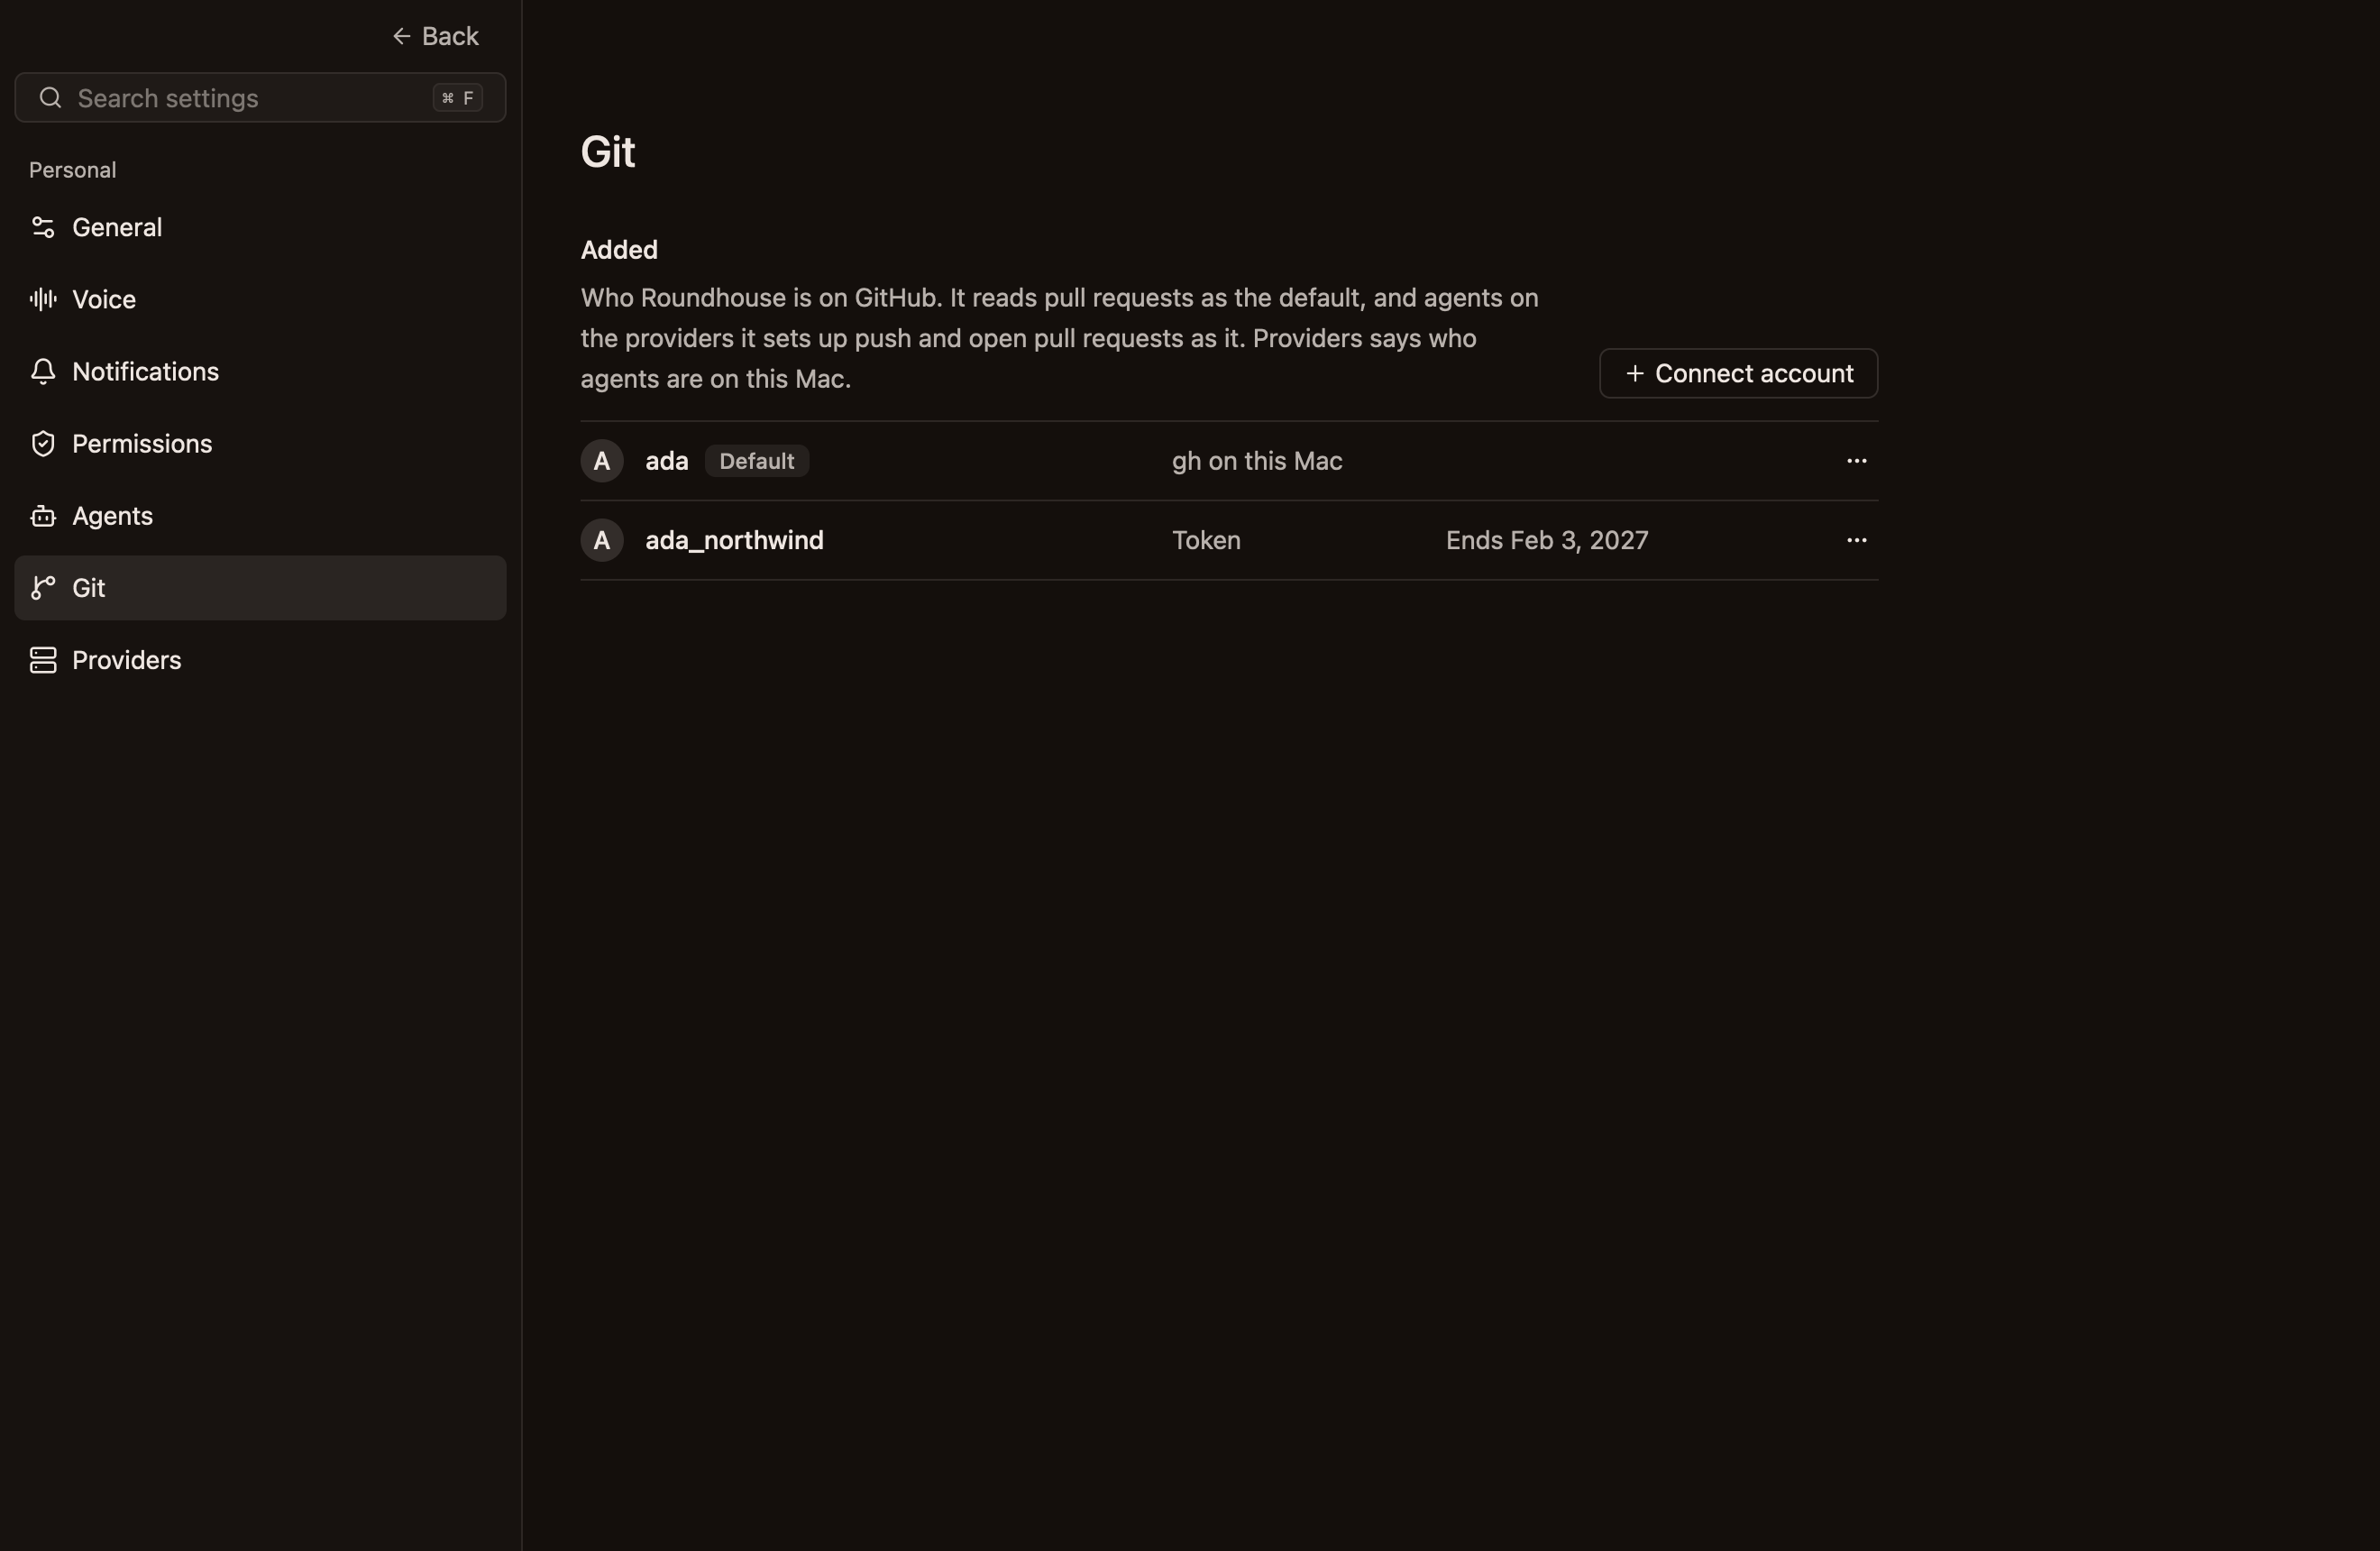 Back
Search settings
⌘ F
Personal
General
Voice
Notifications
Permissions
Agents
Git
Providers
Git
Added
Who Roundhouse is on GitHub. It reads pull requests as the default, and agents on
the providers it sets up push and open pull requests as it. Providers says who
agents are on this Mac.
Connect account
A ada Default gh on this Mac
A ada_northwind Token Ends Feb 3, 2027